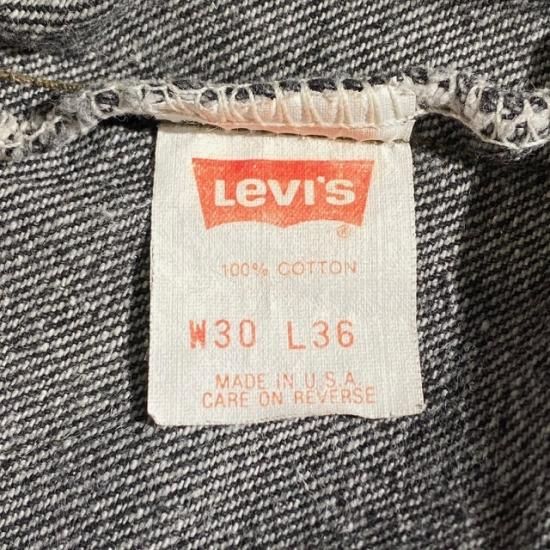 Levi's
®
100% COTTON
W30 L36
MADE IN U.S.A.
CARE ON REVERSE